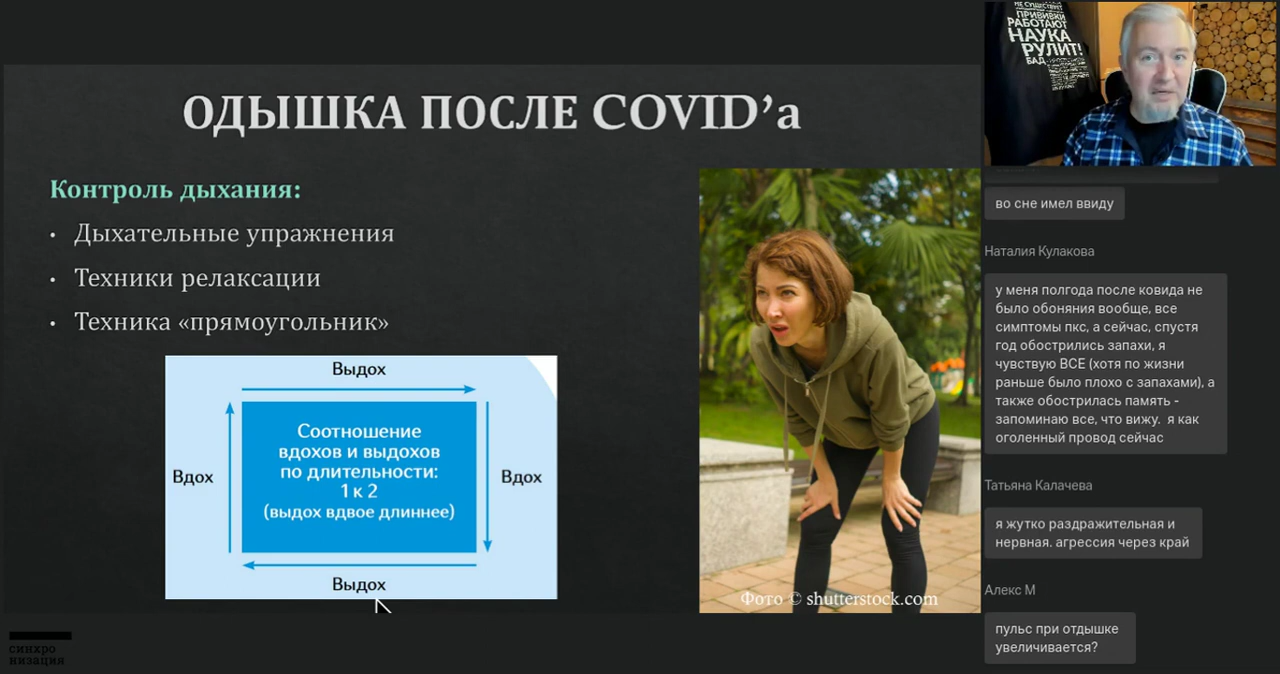 ОДЫШКА ПОСЛЕ COVID’а
Контроль дыхания:
• Дыхательные упражнения
• Техники релаксации
• Техника «прямоугольник»
Выдох
Вдох
Соотношение
вдохов и выдохов
по длительности:
1 к 2
(выдох вдвое длиннее)
Вдох
Выдох
Фото © shutterstock.com
синхро
низация
ПРИВИВКИ
РАБОТАЮТ
НАУКА
РУЛИТ!
во сне имел ввиду
Наталия Кулакова
у меня полгода после ковида не
было обоняния вообще, все
симптомы пкс, а сейчас, спустя
год обострились запахи, я
чувствую ВСЕ (хотя по жизни
раньше было плохо с запахами), а
также обострилась память -
запоминаю все, что вижу. я как
оголенный провод сейчас
Татьяна Калачева
я жутко раздражительная и
нервная. агрессия через край
Алекс М
пульс при отдышке
увеличивается?